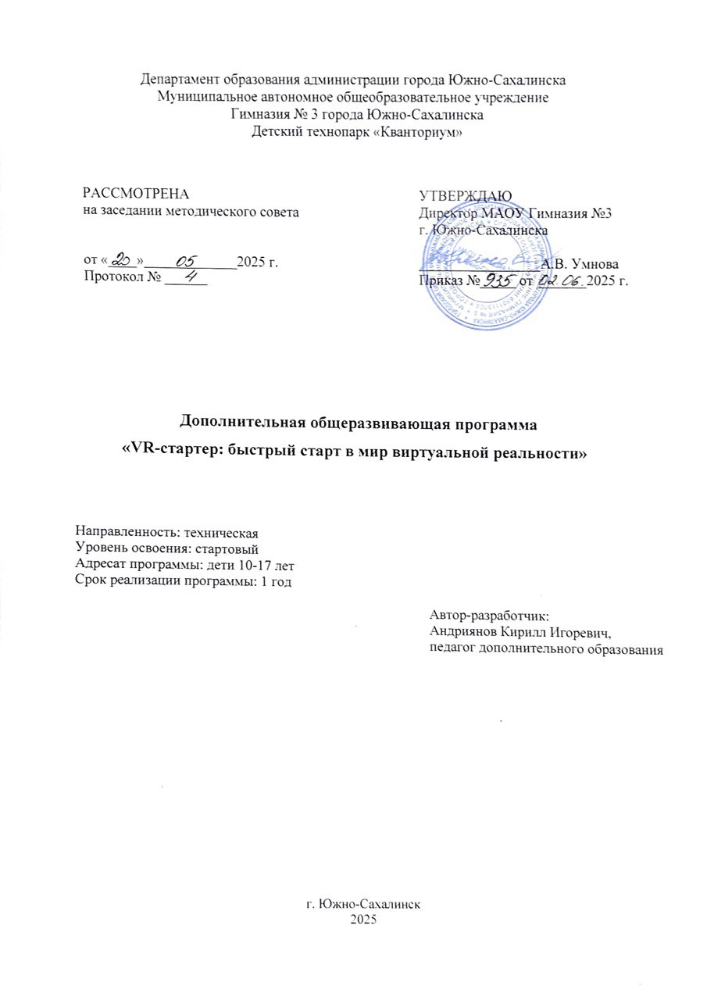 Департамент образования администрации города Южно-Сахалинска
Муниципальное автономное общеобразовательное учреждение
Гимназия № 3 города Южно-Сахалинска
Детский технопарк «Кванториум»
РАССМОТРЕНА
на заседании методического совета
от « 20 » 05 2025 г.
Протокол № 4
УТВЕРЖДАЮ
Директор МАОУ Гимназия №3
г. Южно-Сахалинска
А.В. Умнова
Приказ № 935 от 02.06. 2025 г.
Дополнительная общеразвивающая программа
«VR-стартер: быстрый старт в мир виртуальной реальности»
Направленность: техническая
Уровень освоения: стартовый
Адресат программы: дети 10-17 лет
Срок реализации программы: 1 год
Автор-разработчик:
Андриянов Кирилл Игоревич,
педагог дополнительного образования
г. Южно-Сахалинск
2025